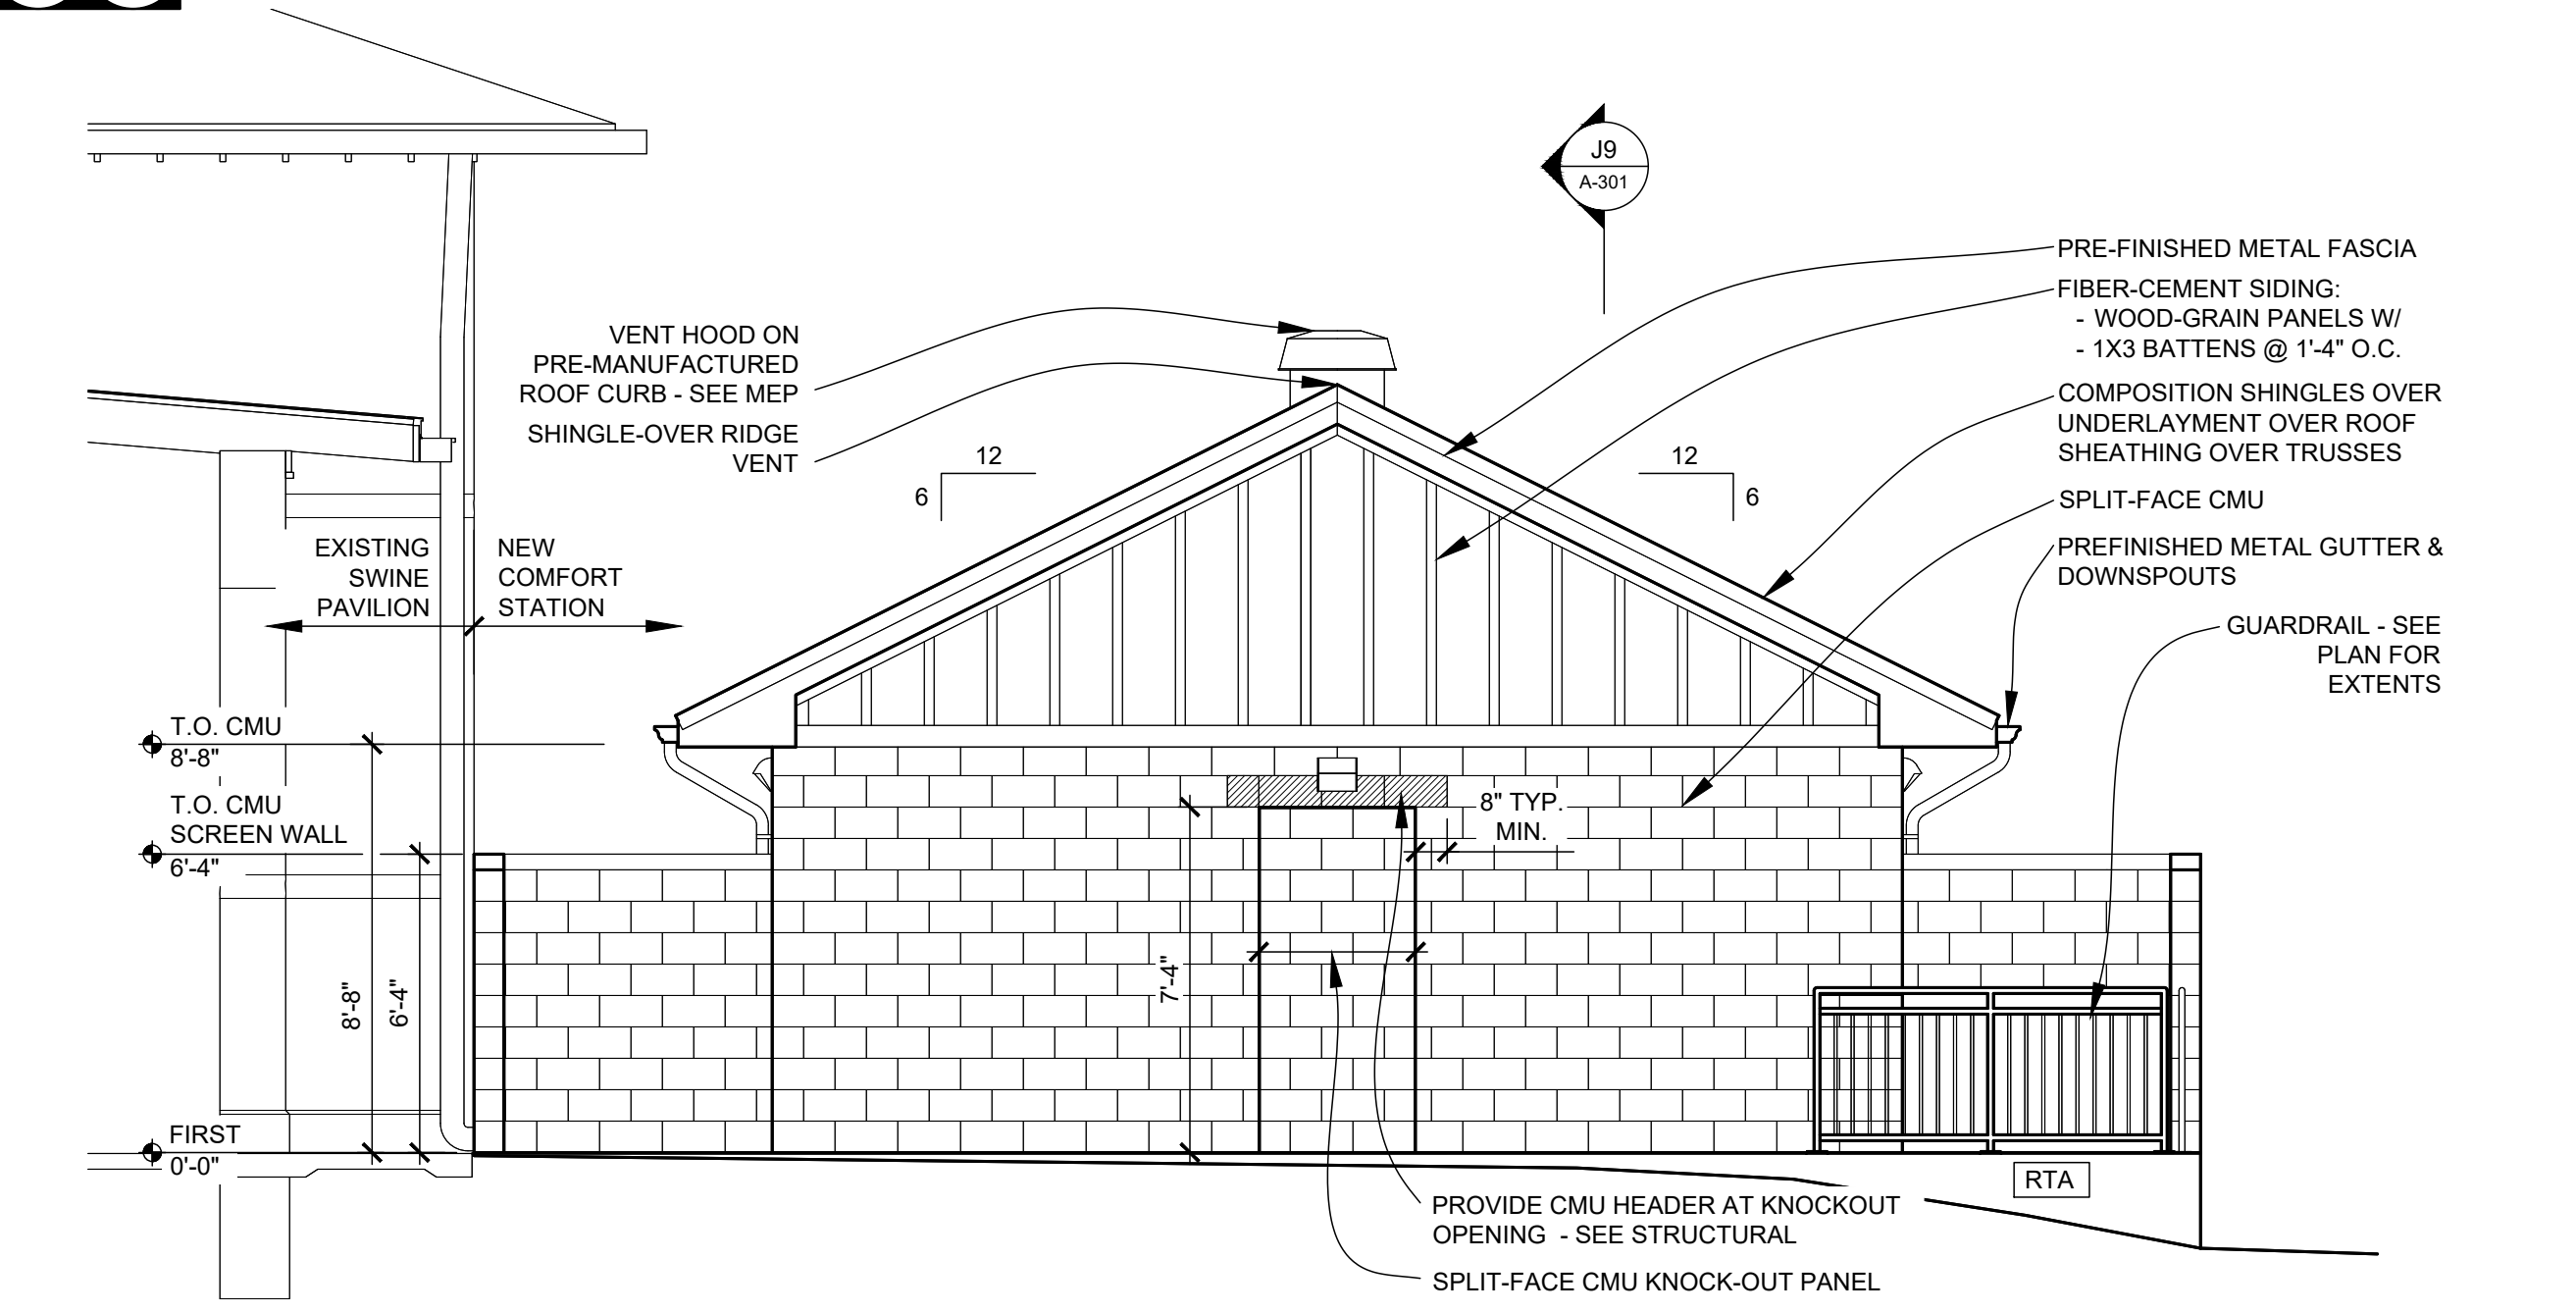 J9
A-301
PRE-FINISHED METAL FASCIA
FIBER-CEMENT SIDING:
- WOOD-GRAIN PANELS W/
- 1X3 BATTENS @ 1'-4" O.C.
VENT HOOD ON
PRE-MANUFACTURED
ROOF CURB - SEE MEP
SHINGLE-OVER RIDGE
VENT
COMPOSITION SHINGLES OVER
UNDERLAYMENT OVER ROOF
SHEATHING OVER TRUSSES
12
6
12
6
SPLIT-FACE CMU
PREFINISHED METAL GUTTER &
DOWNSPOUTS
GUARDRAIL - SEE
PLAN FOR
EXTENTS
EXISTING
SWINE
PAVILION
NEW
COMFORT
STATION
T.O. CMU
8'-8"
T.O. CMU
SCREEN WALL
6'-4"
8" TYP.
MIN.
8'-8"
6'-4"
7'-4"
FIRST
0'-0"
RTA
PROVIDE CMU HEADER AT KNOCKOUT
OPENING - SEE STRUCTURAL
SPLIT-FACE CMU KNOCK-OUT PANEL